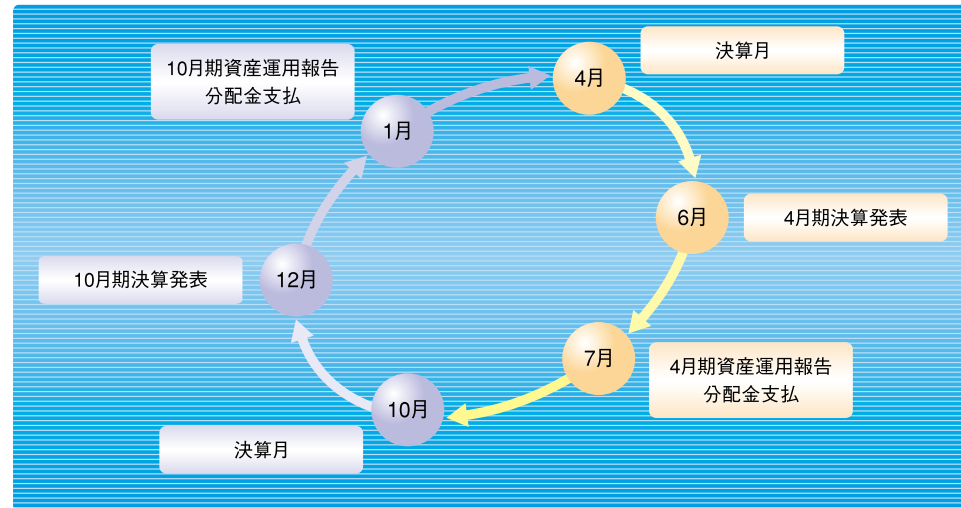 4月
決算月
6月
4月期決算発表
7月
4月期資産運用報告
分配金支払
10月
決算月
12月
10月期決算発表
1月
10月期資産運用報告
分配金支払